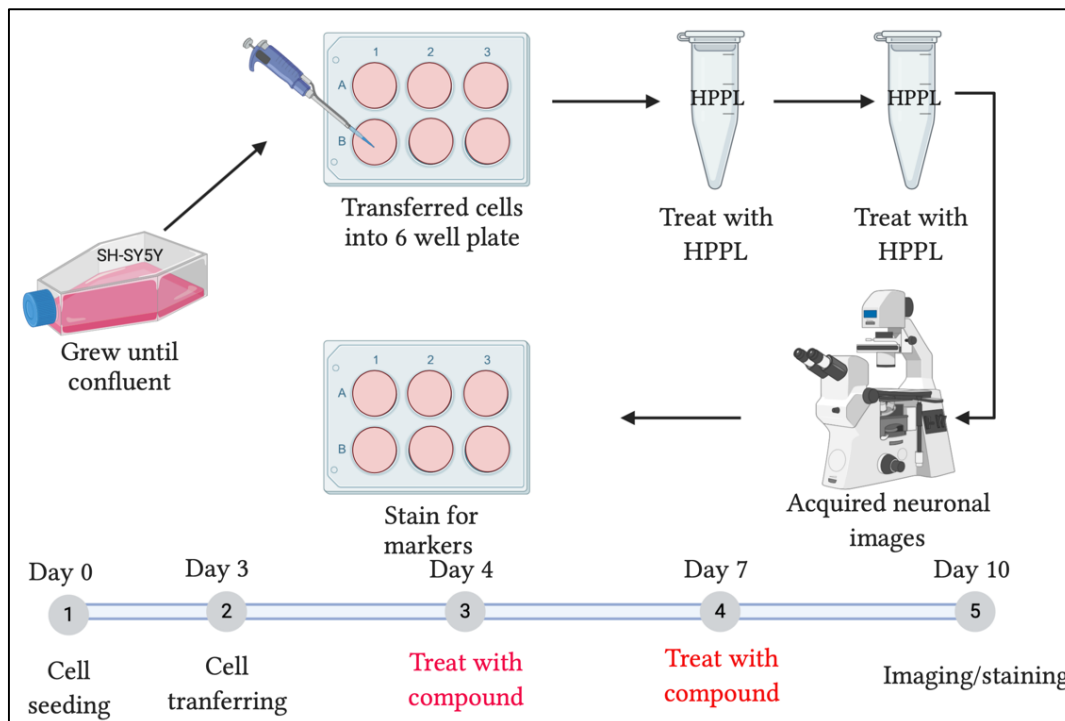 1 2 3
A
B
Transferred cells
into 6 well plate
HPPL
Treat with
HPPL
HPPL
Treat with
HPPL
SH-SY5Y
Grew until
confluent
1 2 3
A
B
Stain for
markers
Acquired neuronal
images
Day 0 Day 3 Day 4 Day 7 Day 10
1 2 3 4 5
Cell
seeding
Cell
tranferring
Treat with
compound
Treat with
compound
Imaging/staining